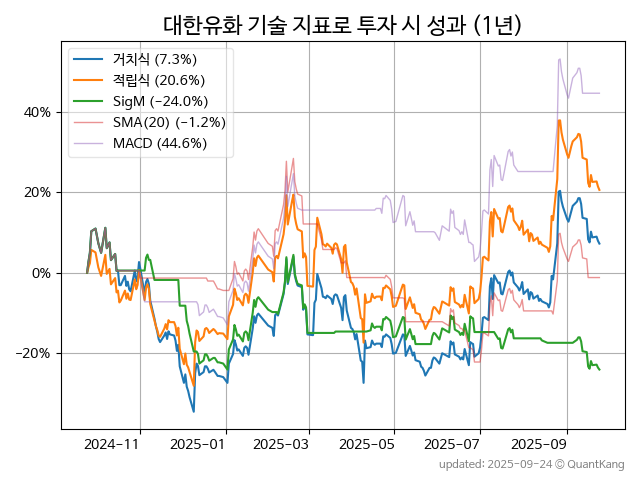 대한유화 기술 지표로 투자 시 성과 (1년)
거치식 (7.3%)
적립식 (20.6%)
SigM (−24.0%)
SMA(20) (−1.2%)
MACD (44.6%)
40%
20%
0%
−20%
2024-11 2025-01 2025-03 2025-05 2025-07 2025-09
updated: 2025-09-24 © QuantKang